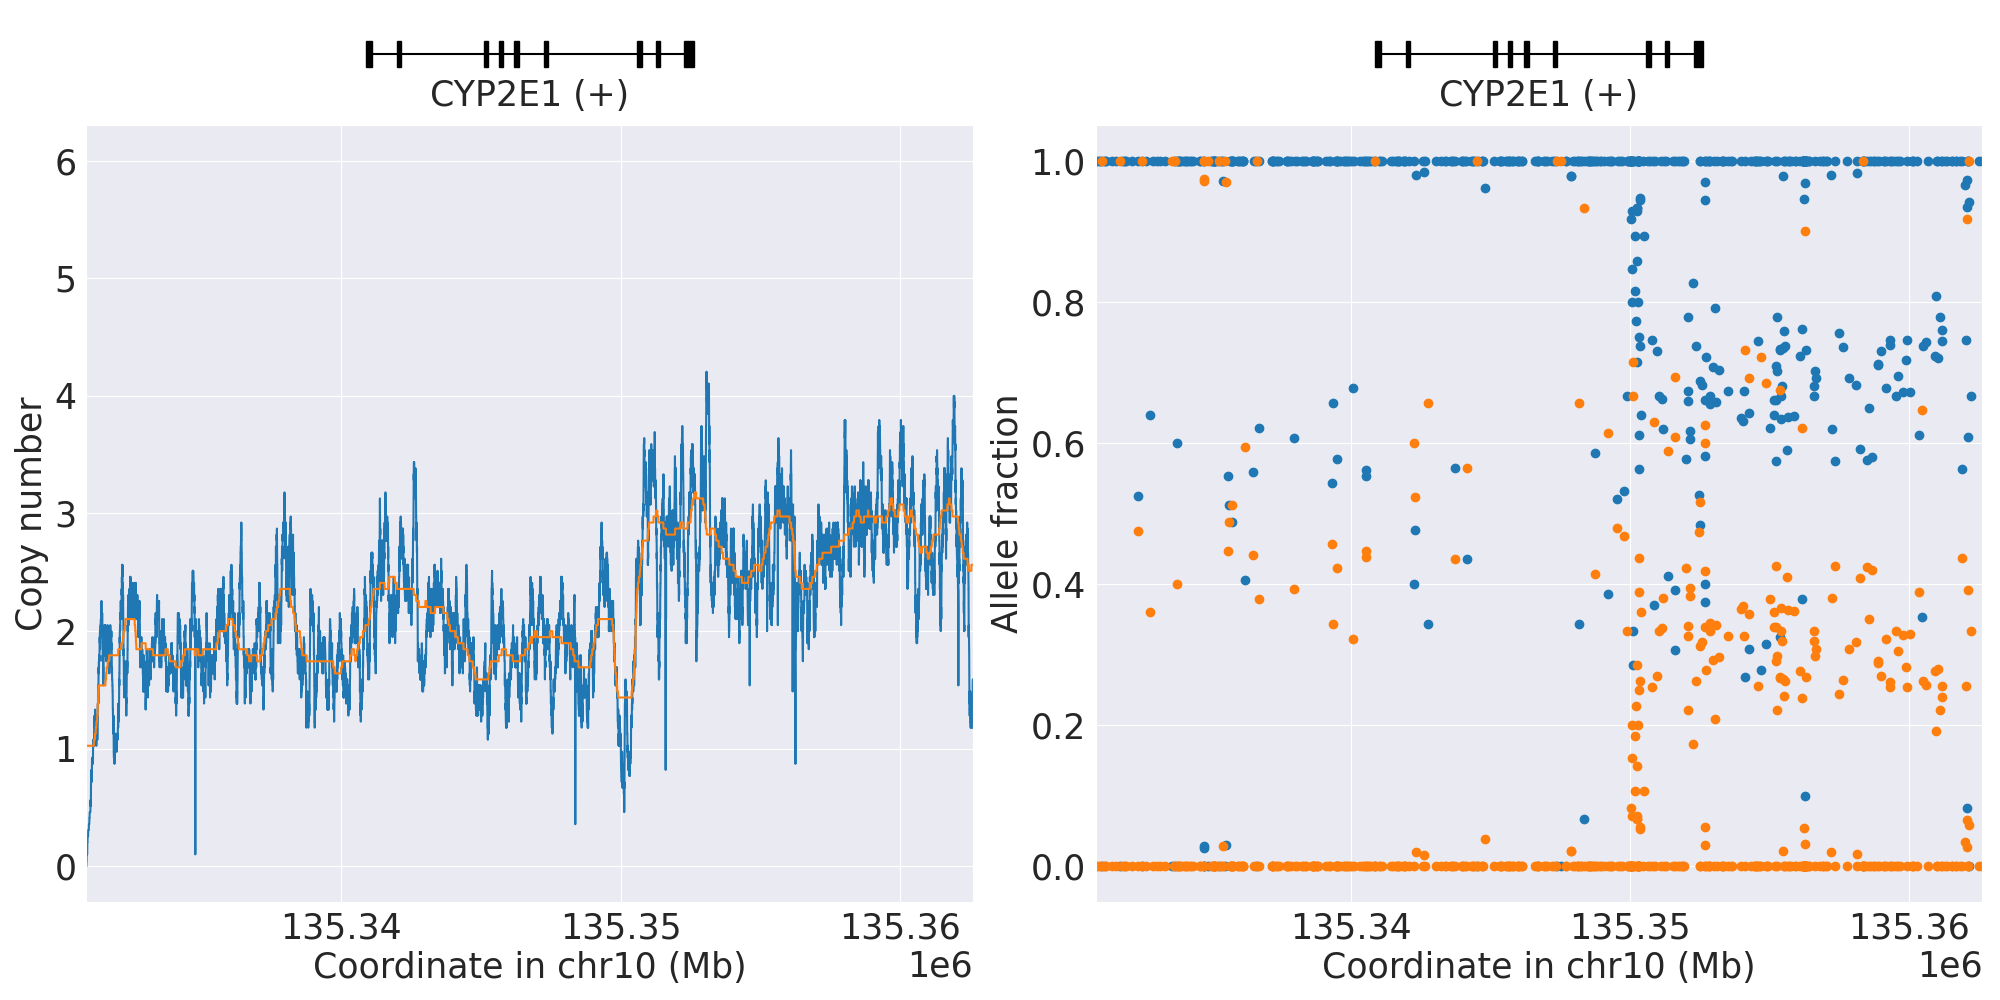 CYP2E1 (+)
6
5
4
3
2
1
0
Copy number
135.34
135.35
135.36
Coordinate in chr10 (Mb)
1e6
CYP2E1 (+)
1.0
0.8
0.6
0.4
0.2
0.0
Allele fraction
135.34
135.35
135.36
Coordinate in chr10 (Mb)
1e6